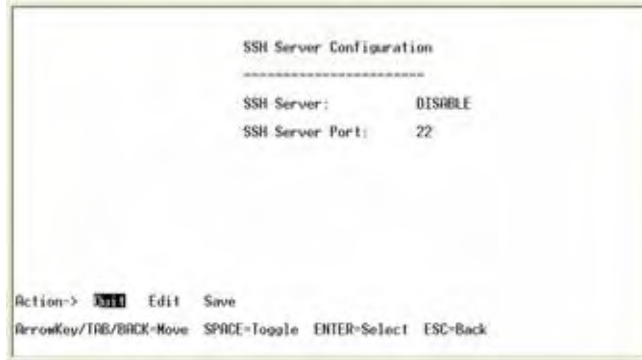 SSH Server Configuration
------------------------
SSH Server: DISABLE
SSH Server Port: 22
Action-> Quit Edit Save
ArrowKey/TAB/BACK=Move SPACE=Toggle ENTER=Select ESC=Back